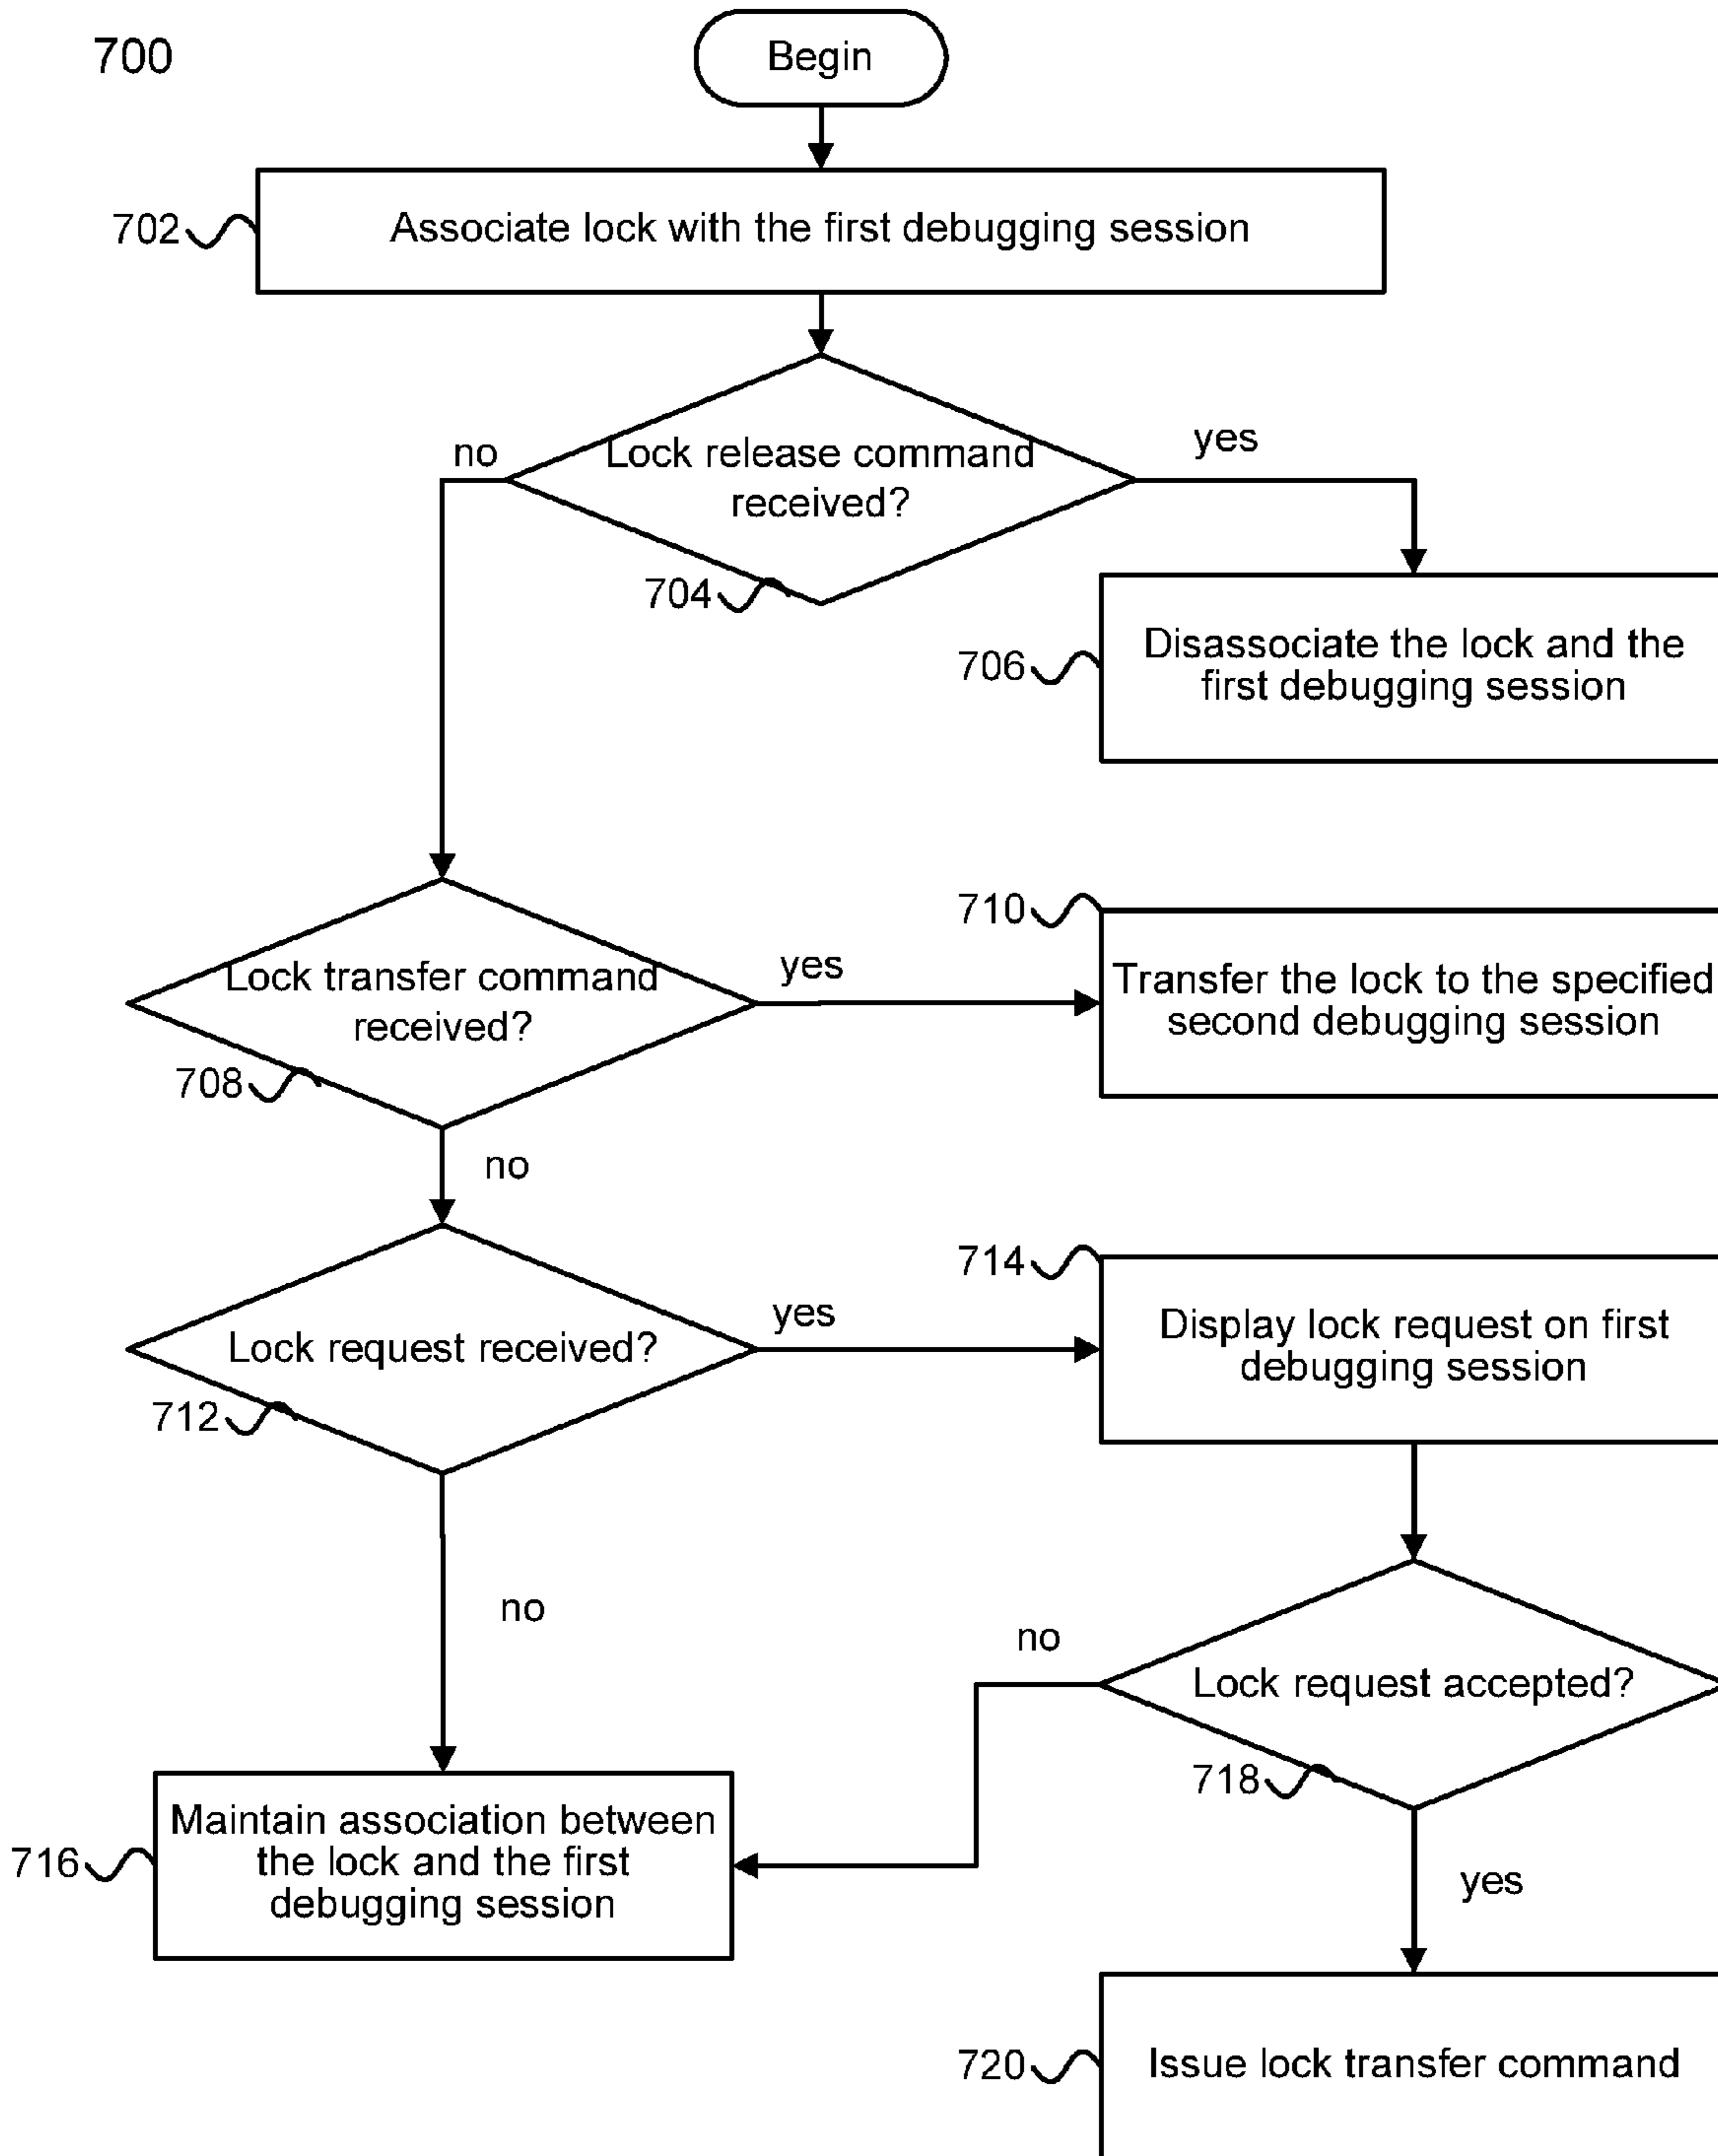 700
Begin
702
Associate lock with the first debugging session
no
Lock release command
received?
yes
704
706
Disassociate the lock and the
first debugging session
Lock transfer command
received?
yes
708
710
Transfer the lock to the specified
second debugging session
no
Lock request received?
yes
712
714
Display lock request on first
debugging session
no
no
Lock request accepted?
718
716
Maintain association between
the lock and the first
debugging session
yes
720
Issue lock transfer command